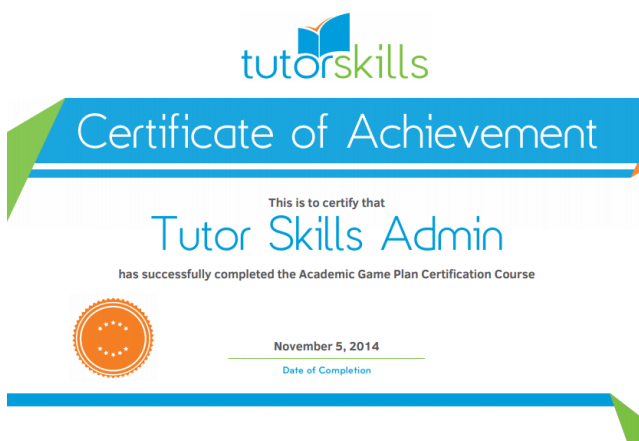 tutorskills
Certificate of Achievement
This is to certify that
Tutor Skills Admin
has successfully completed the Academic Game Plan Certification Course
November 5, 2014
Date of Completion